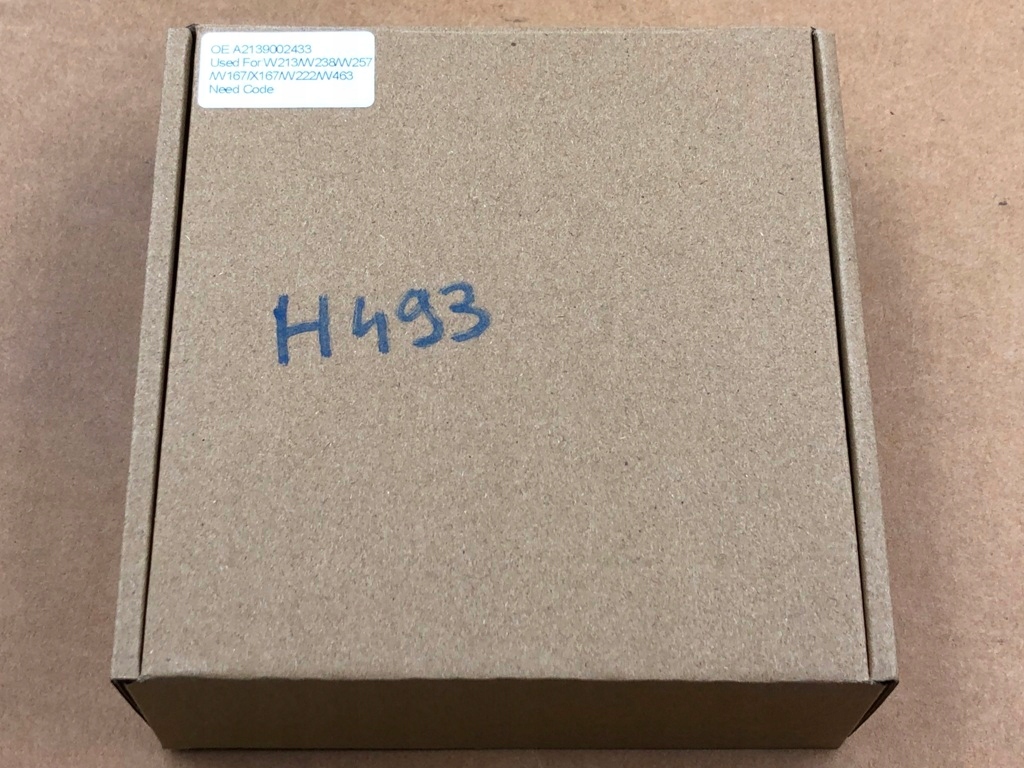 OE A2139002433
Used For W213/W238/W257
/W167/X167/W222/W463
Need Code
H493